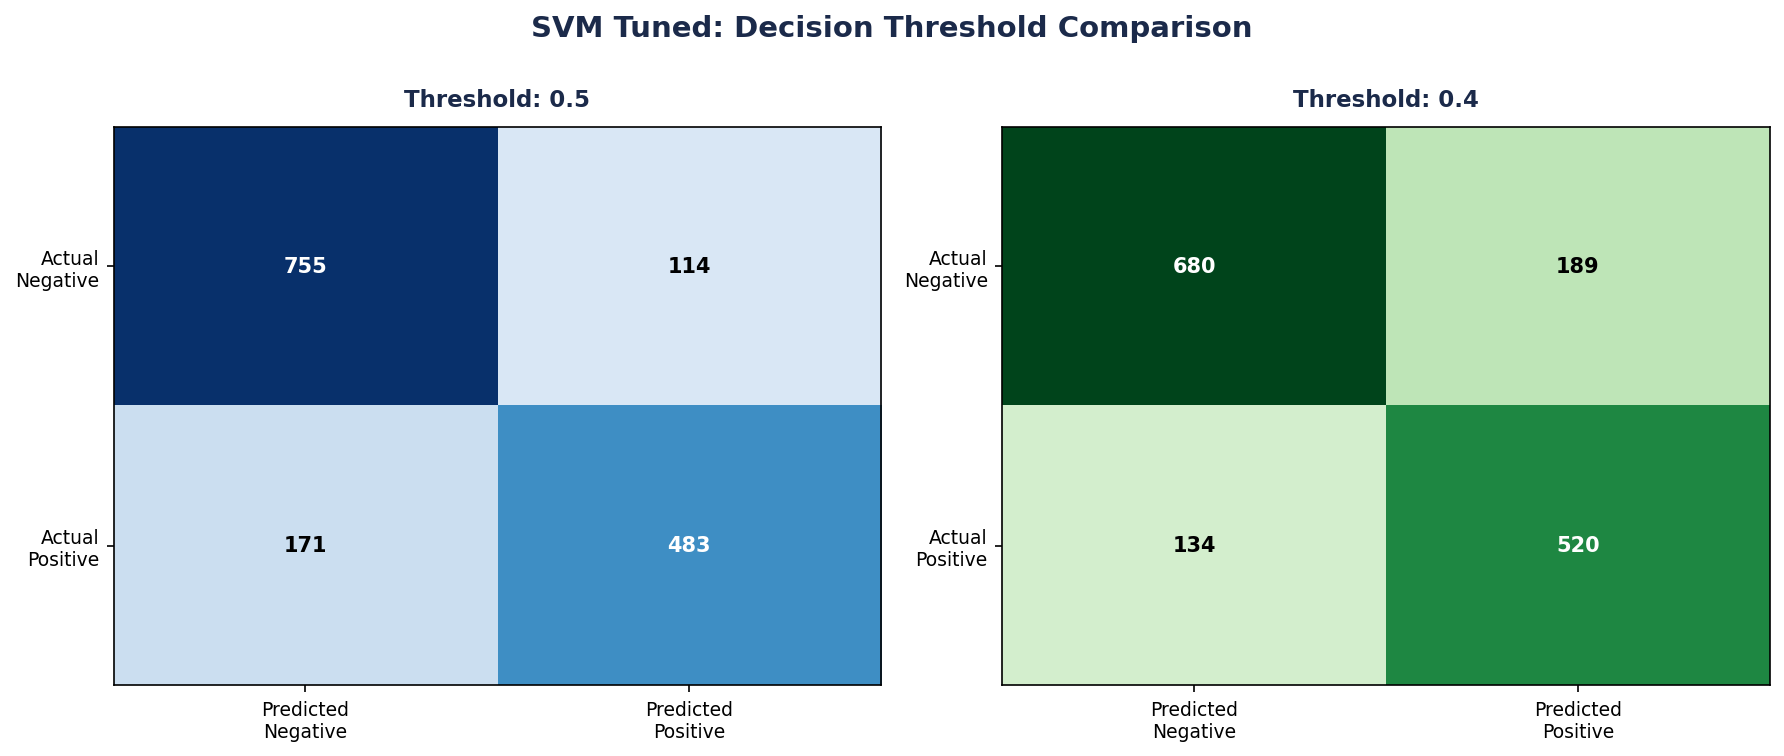 SVM Tuned: Decision Threshold Comparison
Threshold: 0.5
Actual
Negative
755
114
Actual
Positive
171
483
Predicted
Negative
Predicted
Positive
Threshold: 0.4
Actual
Negative
680
189
Actual
Positive
134
520
Predicted
Negative
Predicted
Positive